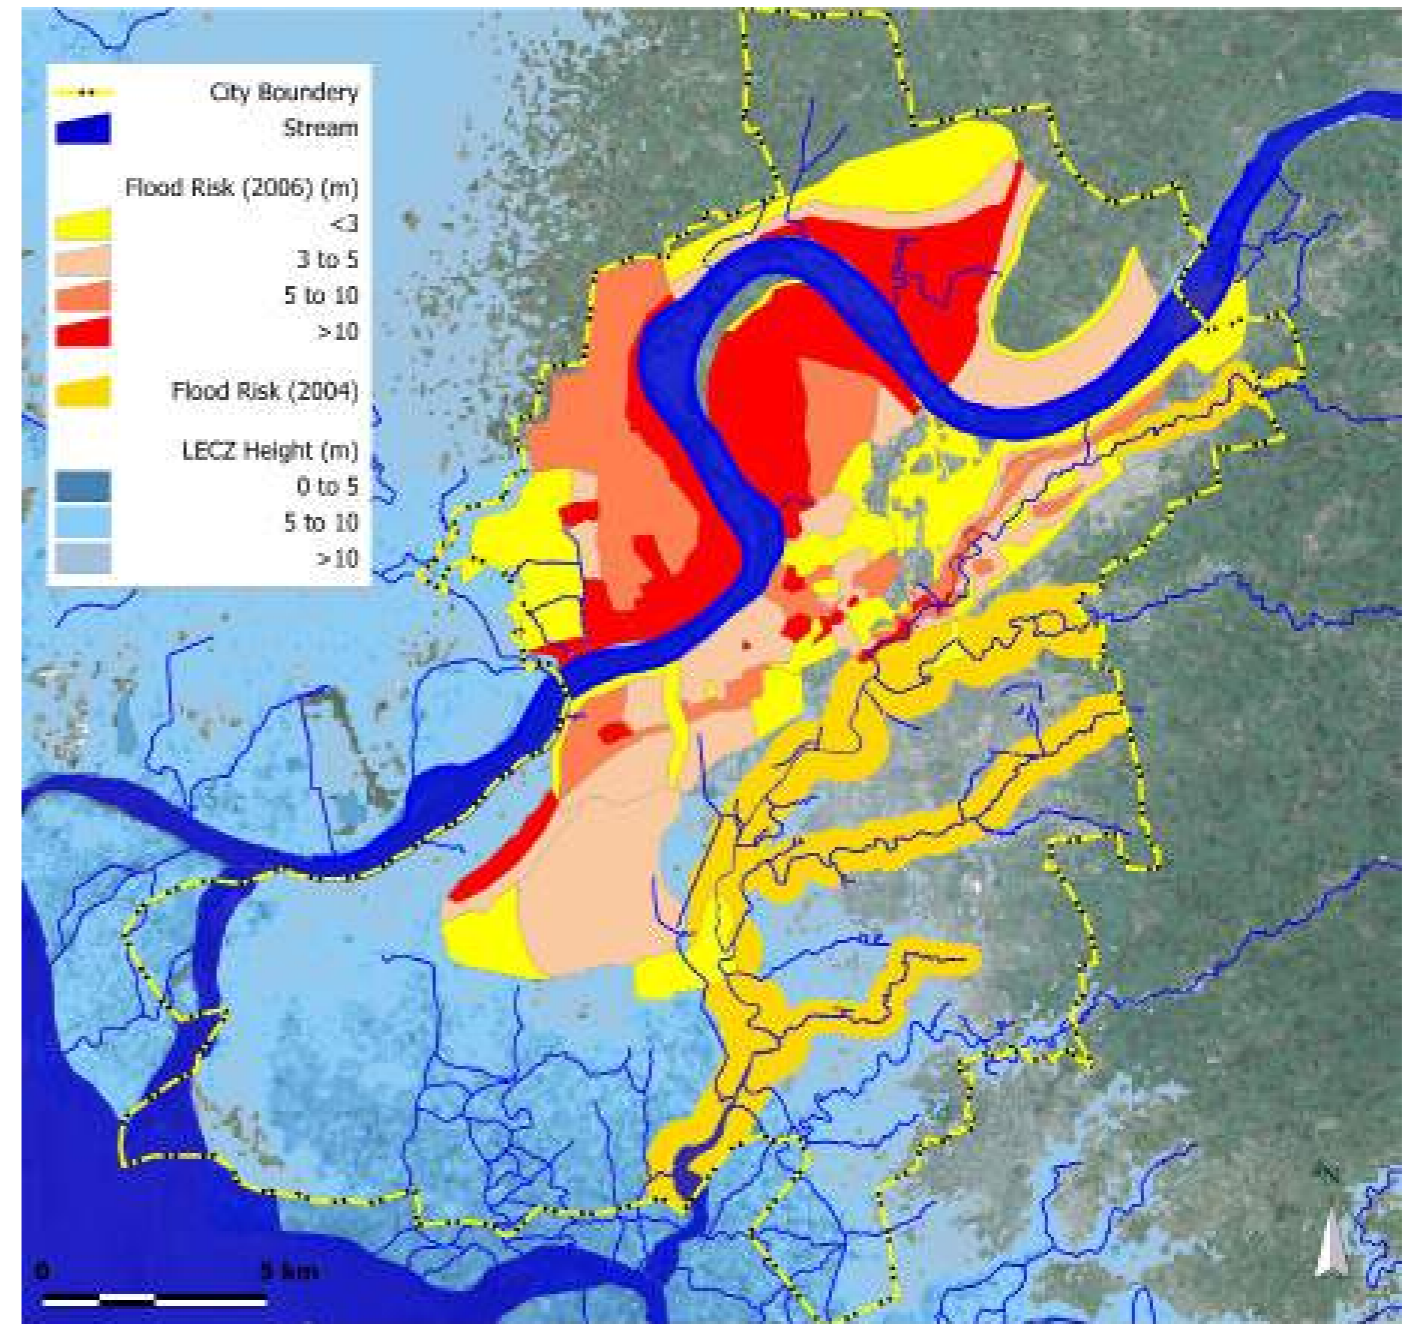 City Boundery
Stream
Flood Risk (2006) (m)
<3
3 to 5
5 to 10
>10
Flood Risk (2004)
LECZ Height (m)
0 to 5
5 to 10
>10
N
0 5 km